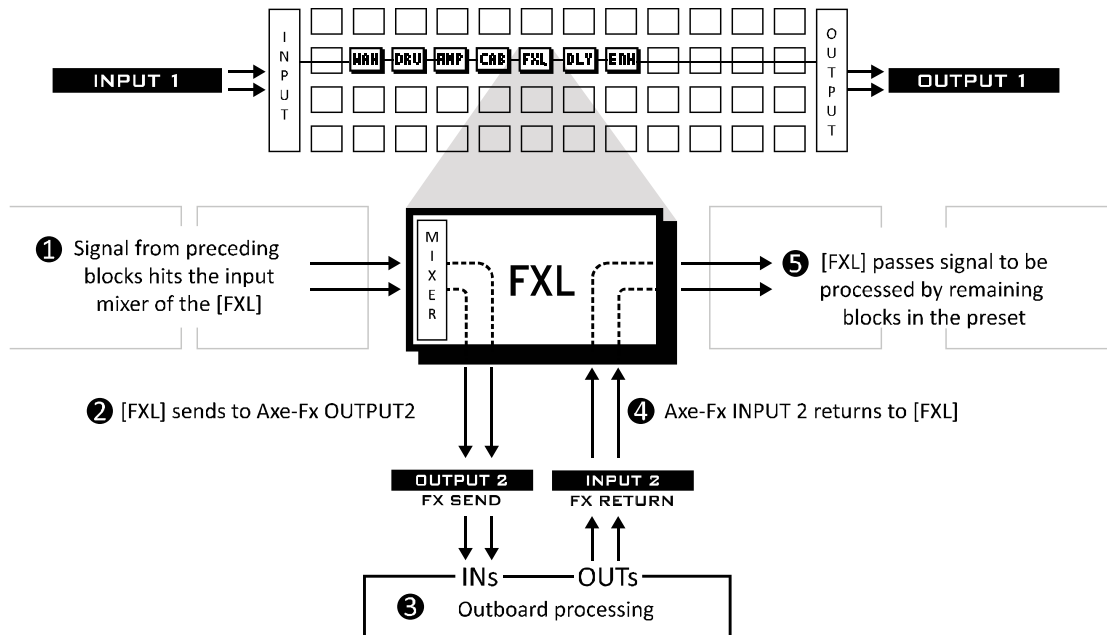 INPUT
OUTPUT
INPUT 1
WAH DRV AMP CAB FXL DLY ENH
OUTPUT 1
❶ Signal from preceding
blocks hits the input
mixer of the [FXL]
MIXER
FXL
❺ [FXL] passes signal to be
processed by remaining
blocks in the preset
❷ [FXL] sends to Axe-Fx OUTPUT2
❹ Axe-Fx INPUT 2 returns to [FXL]
OUTPUT 2
FX SEND
INPUT 2
FX RETURN
INs OUTs
❸ Outboard processing